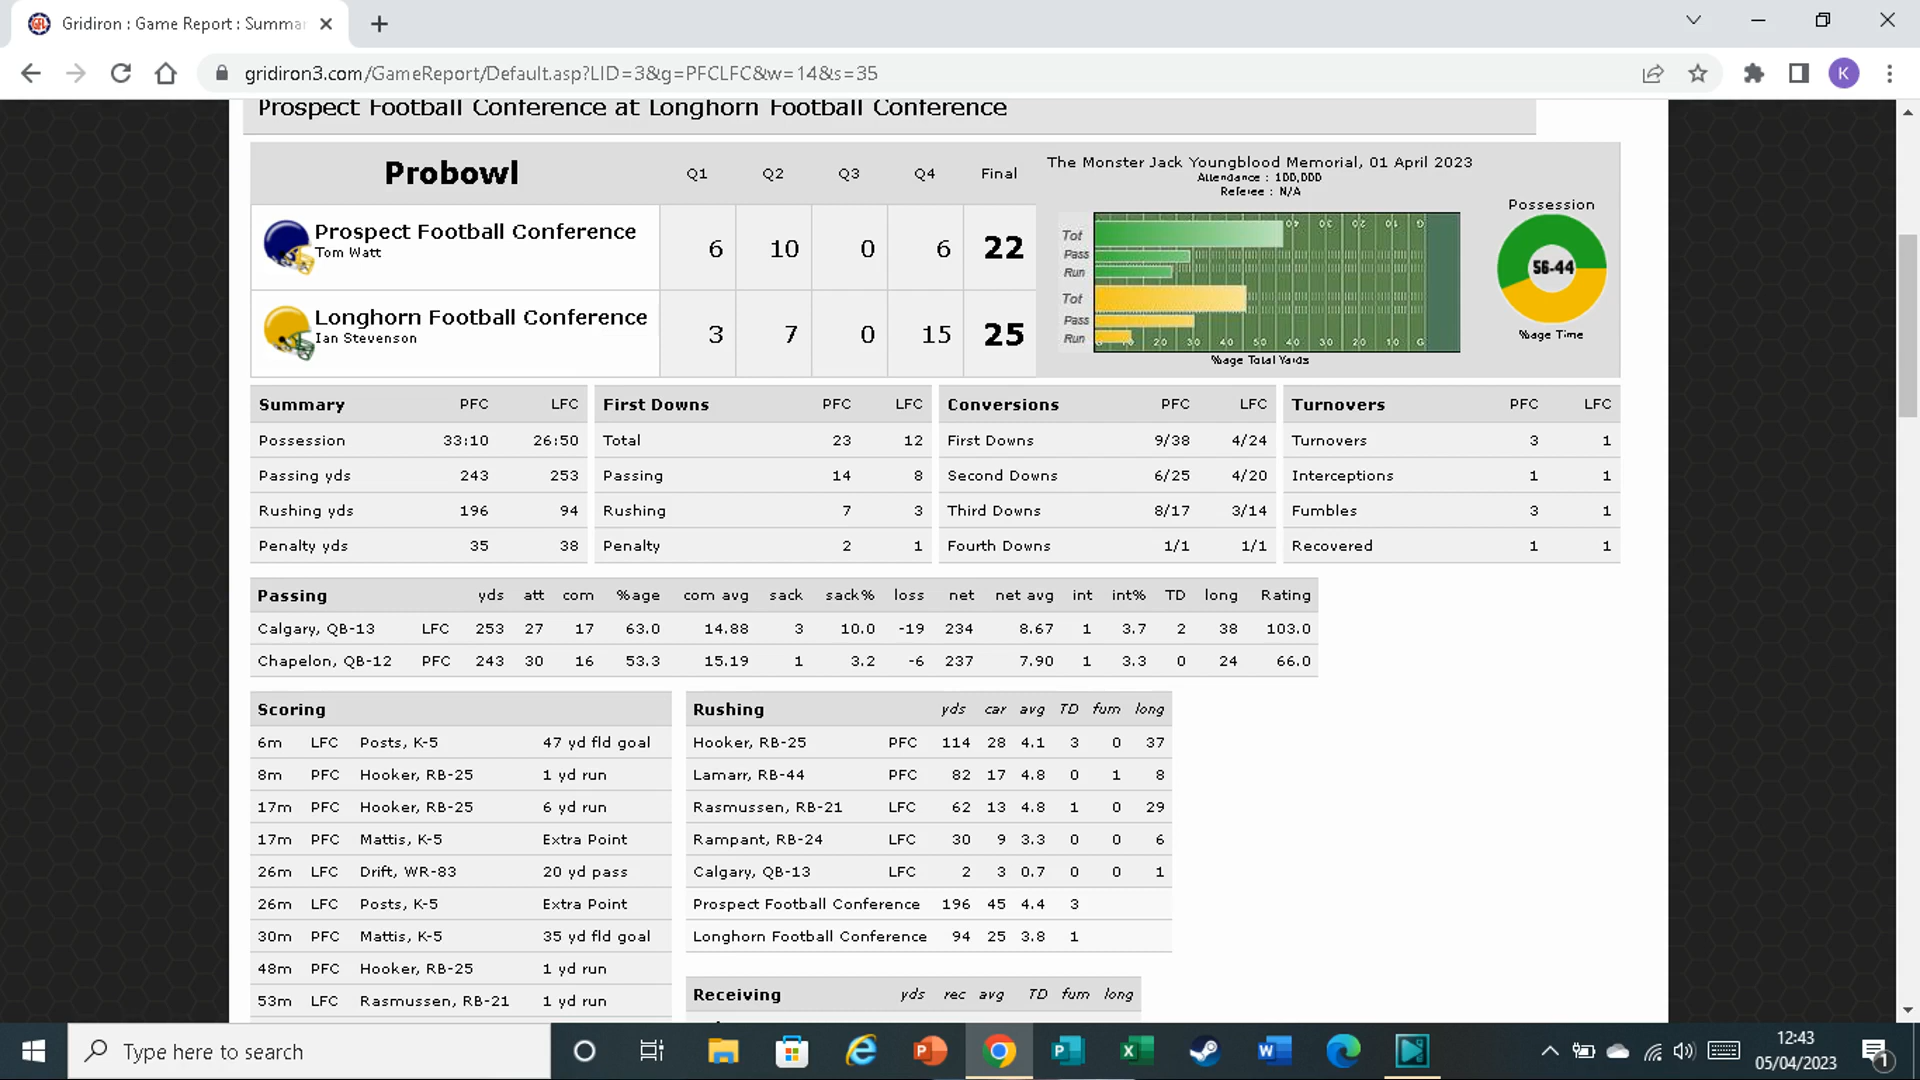 Gridiron : Game Report : Summa
gridiron3.com/GameReport/Default.asp?LID=3&g=PFCLFC&w=14&s=35
K
Prospect Football Conference at Longhorn Football Conference
Probowl Q1 Q2 Q3 Q4 Final
Prospect Football Conference 6 10 0 6 22
Tom Watt
Longhorn Football Conference 3 7 0 15 25
Ian Stevenson
The Monster Jack Youngblood Memorial, 01 April 2023
Attendance : 100,000
Referee : N/A
Tot
Pass
Run
Tot
Pass
Run
%age Total Yards
Possession
56-44
%age Time
Summary PFC LFC
Possession 33:10 26:50
Passing yds 243 253
Rushing yds 196 94
Penalty yds 35 38
First Downs PFC LFC
Total 23 12
Passing 14 8
Rushing 7 3
Penalty 2 1
Conversions PFC LFC
First Downs 9/38 4/24
Second Downs 6/25 4/20
Third Downs 8/17 3/14
Fourth Downs 1/1 1/1
Turnovers PFC LFC
Turnovers 3 1
Interceptions 1 1
Fumbles 3 1
Recovered 1 1
Passing yds att com %age com avg sack sack% loss net net avg int int% TD long Rating
Calgary, QB-13 LFC 253 27 17 63.0 14.88 3 10.0 -19 234 8.67 1 3.7 2 38 103.0
Chapelon, QB-12 PFC 243 30 16 53.3 15.19 1 3.2 -6 237 7.90 1 3.3 0 24 66.0
Scoring
6m LFC Posts, K-5 47 yd fld goal
8m PFC Hooker, RB-25 1 yd run
17m PFC Hooker, RB-25 6 yd run
17m PFC Mattis, K-5 Extra Point
26m LFC Drift, WR-83 20 yd pass
26m LFC Posts, K-5 Extra Point
30m PFC Mattis, K-5 35 yd fld goal
48m PFC Hooker, RB-25 1 yd run
53m LFC Rasmussen, RB-21 1 yd run
Rushing yds car avg TD fum long
Hooker, RB-25 PFC 114 28 4.1 3 0 37
Lamarr, RB-44 PFC 82 17 4.8 0 1 8
Rasmussen, RB-21 LFC 62 13 4.8 1 0 29
Rampant, RB-24 LFC 30 9 3.3 0 0 6
Calgary, QB-13 LFC 2 3 0.7 0 0 1
Prospect Football Conference 196 45 4.4 3
Longhorn Football Conference 94 25 3.8 1
Receiving yds rec avg TD fum long
Type here to search
12:43
05/04/2023
1